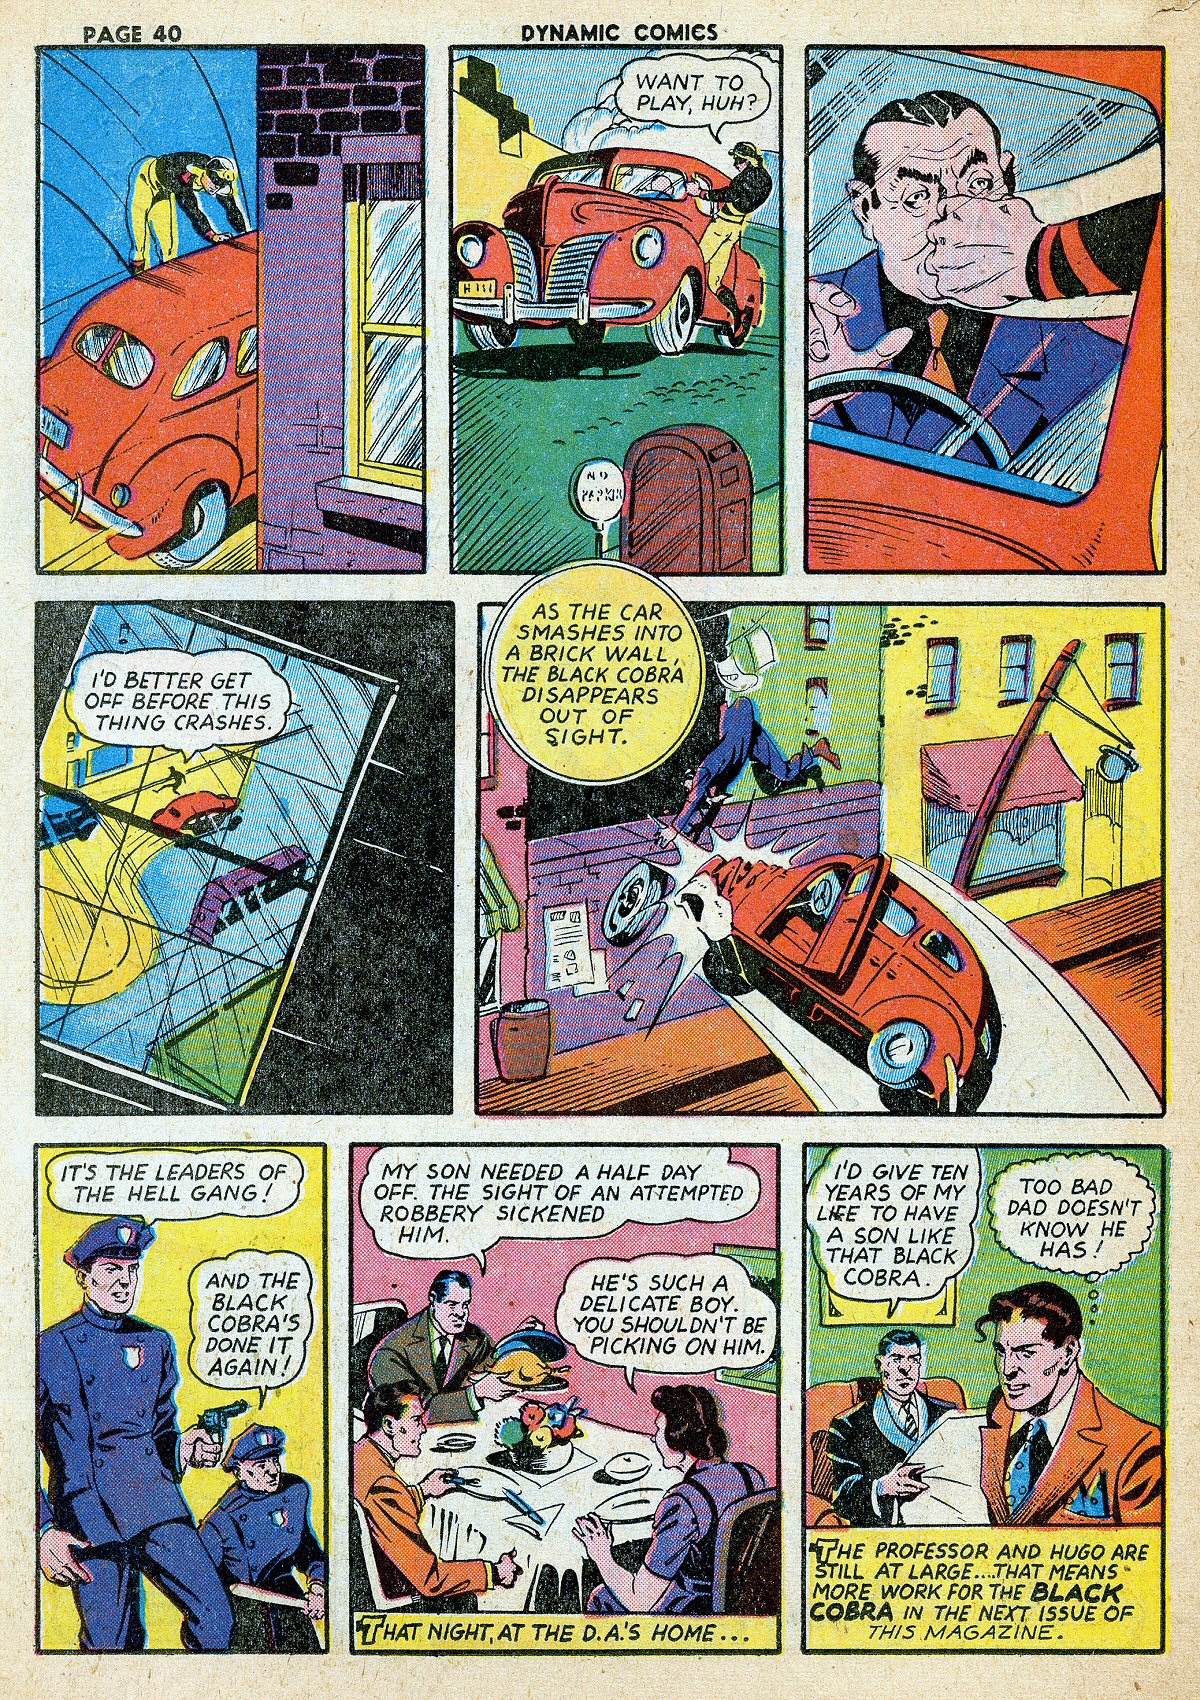 PAGE 40
DYNAMIC COMICS
WANT TO
PLAY, HUH?
NO
PARKIN
I'D BETTER GET
OFF BEFORE THIS
THING CRASHES.
AS THE CAR
SMASHES INTO
A BRICK WALL,
THE BLACK COBRA
DISAPPEARS
OUT OF
SIGHT.
IT'S THE LEADERS OF
THE HELL GANG!
AND THE
BLACK
COBRA'S
DONE IT
AGAIN!
MY SON NEEDED A HALF DAY
OFF. THE SIGHT OF AN ATTEMPTED
ROBBERY SICKENED
HIM.
HE'S SUCH A
DELICATE BOY.
YOU SHOULDN'T BE
PICKING ON HIM.
THAT NIGHT, AT THE D.A.'S HOME...
I'D GIVE TEN
YEARS OF MY
LIFE TO HAVE
A SON LIKE
THAT BLACK
COBRA.
TOO BAD
DAD DOESN'T
KNOW HE
HAS!
THE PROFESSOR AND HUGO ARE
STILL AT LARGE...THAT MEANS
MORE WORK FOR THE BLACK
COBRA IN THE NEXT ISSUE OF
THIS MAGAZINE.